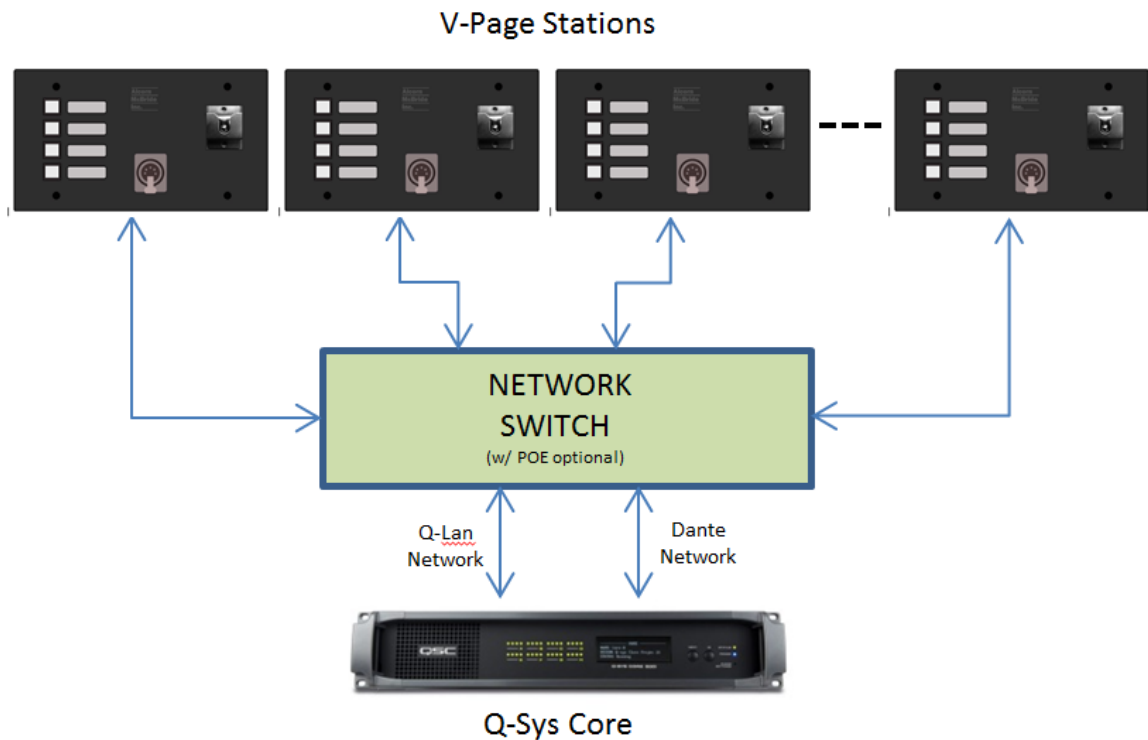 V-Page Stations
NETWORK
SWITCH
(w/ POE optional)
Q-Lan
Network
Dante
Network
QSC
Q-Sys Core